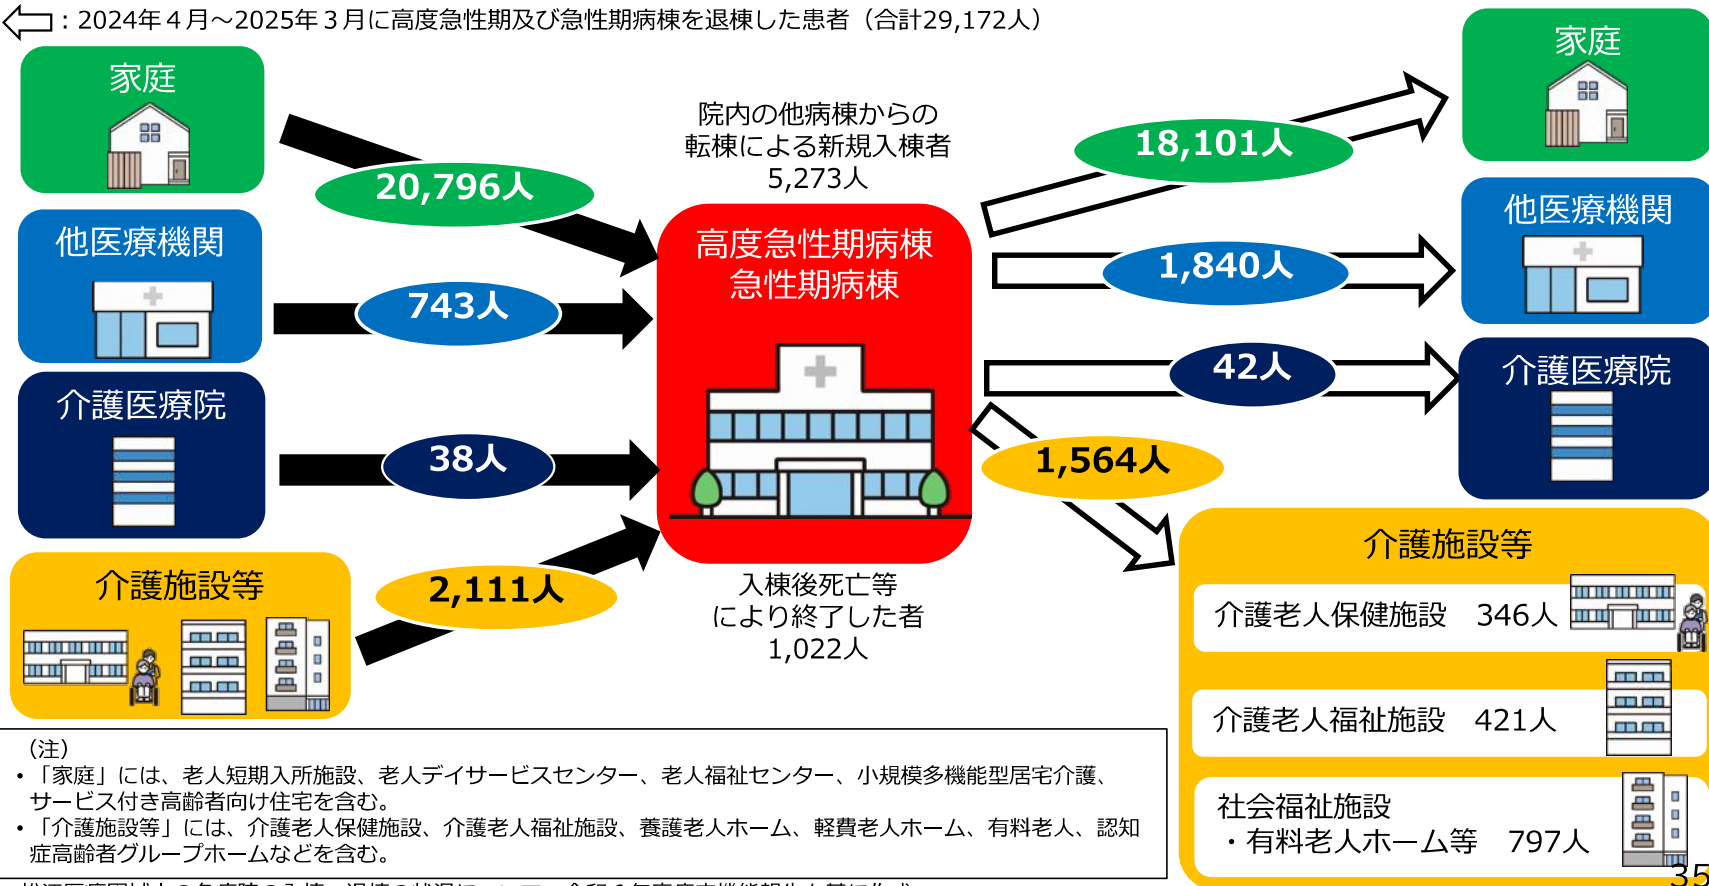 ：2024年４月～2025年３月に高度急性期及び急性期病棟を退棟した患者（合計29,172人）
家庭
他医療機関
介護医療院
介護施設等
20,796人
743人
38人
2,111人
院内の他病棟からの
転棟による新規入棟者
5,273人
高度急性期病棟
急性期病棟
入棟後死亡等
により終了した者
1,022人
18,101人
1,840人
42人
1,564人
家庭
他医療機関
介護医療院
介護施設等
介護老人保健施設　346人
介護老人福祉施設　421人
社会福祉施設
・有料老人ホーム等　797人
（注）
・「家庭」には、老人短期入所施設、老人デイサービスセンター、老人福祉センター、小規模多機能型居宅介護、
サービス付き高齢者向け住宅を含む。
・「介護施設等」には、介護老人保健施設、介護老人福祉施設、養護老人ホーム、軽費老人ホーム、有料老人、認知
症高齢者グループホームなどを含む。
35